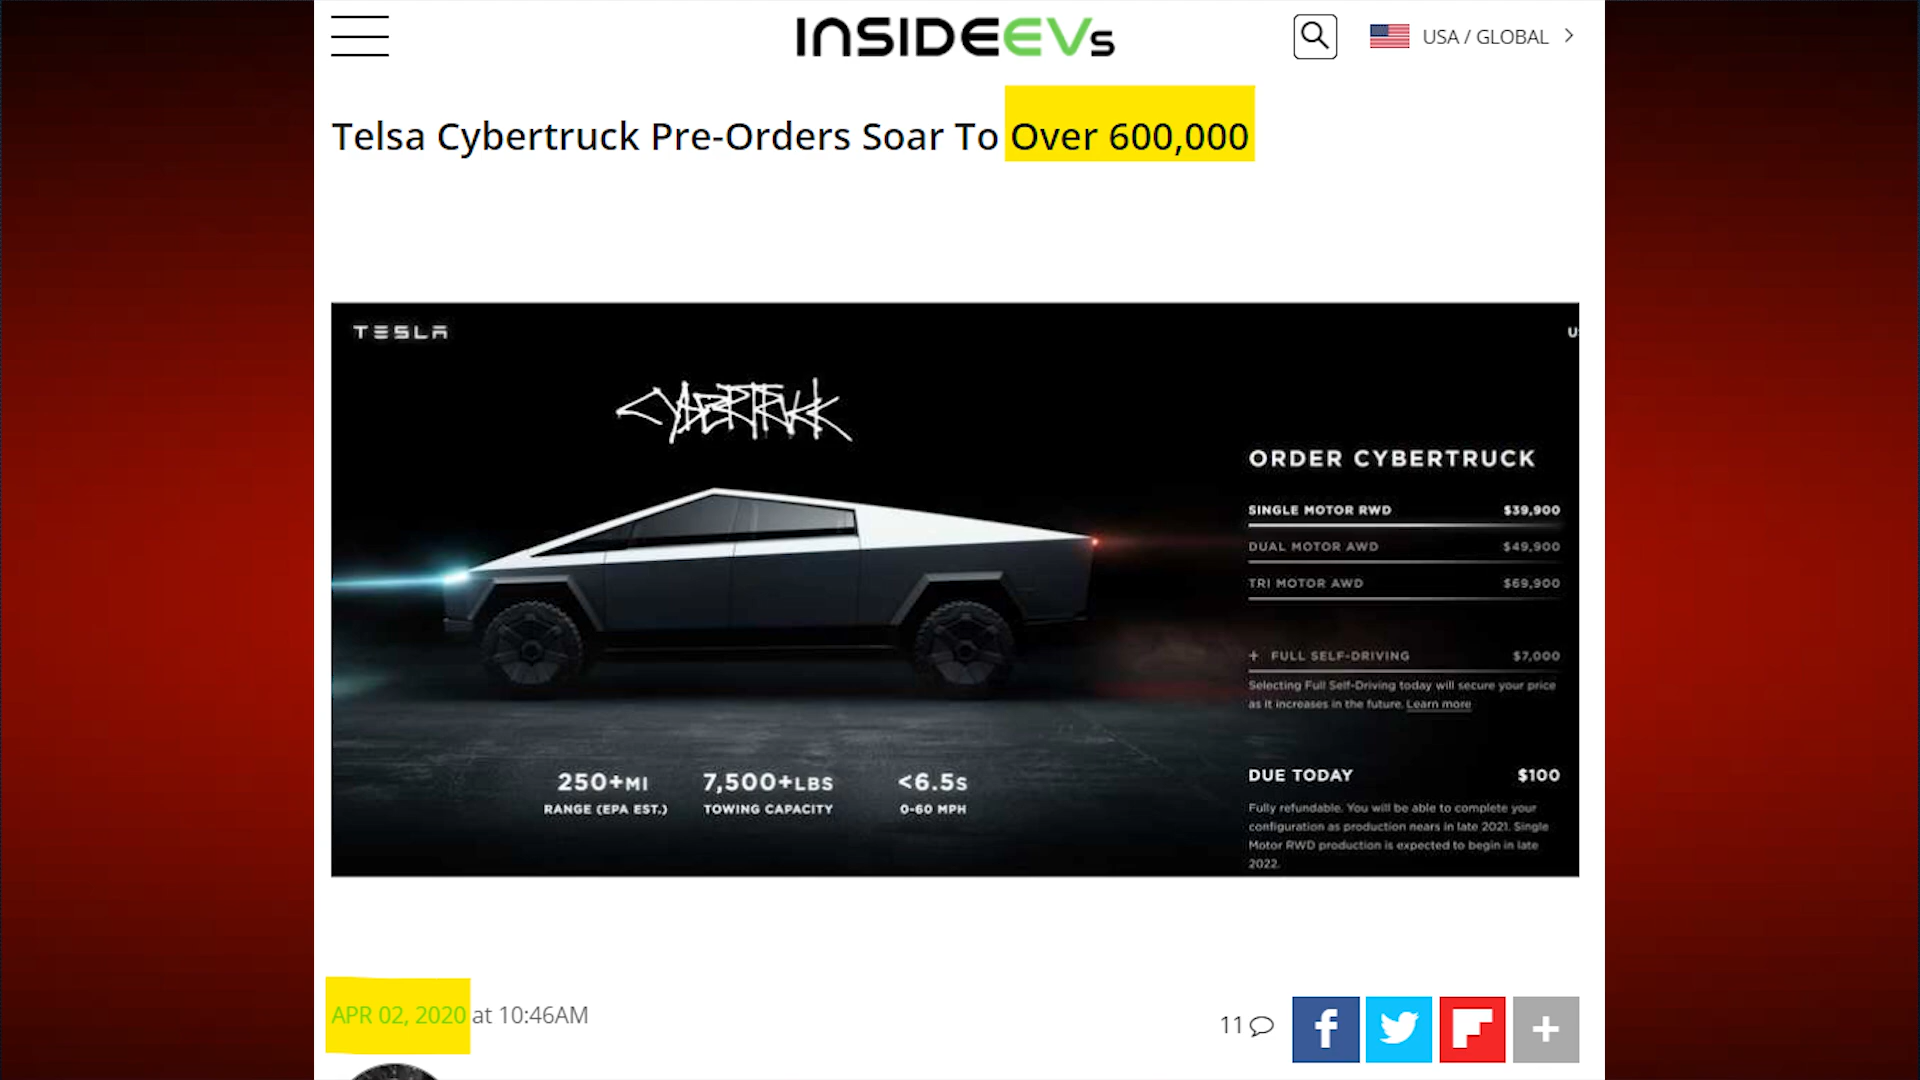 INSIDEEVs
USA / GLOBAL
Telsa Cybertruck Pre-Orders Soar To Over 600,000
TESLA
CYBERTRUCK
ORDER CYBERTRUCK
SINGLE MOTOR RWD $39,900
DUAL MOTOR AWD $49,900
TRI MOTOR AWD $69,900
+ FULL SELF-DRIVING $7,000
Selecting Full Self-Driving today will secure your price
as it increases in the future. Learn more
250+MI
RANGE (EPA EST.)
7,500+LBS
TOWING CAPACITY
<6.5S
0-60 MPH
DUE TODAY $100
Fully refundable. You will be able to complete your
configuration as production nears in late 2021. Single
Motor RWD production is expected to begin in late
2022.
APR 02, 2020 at 10:46AM
11